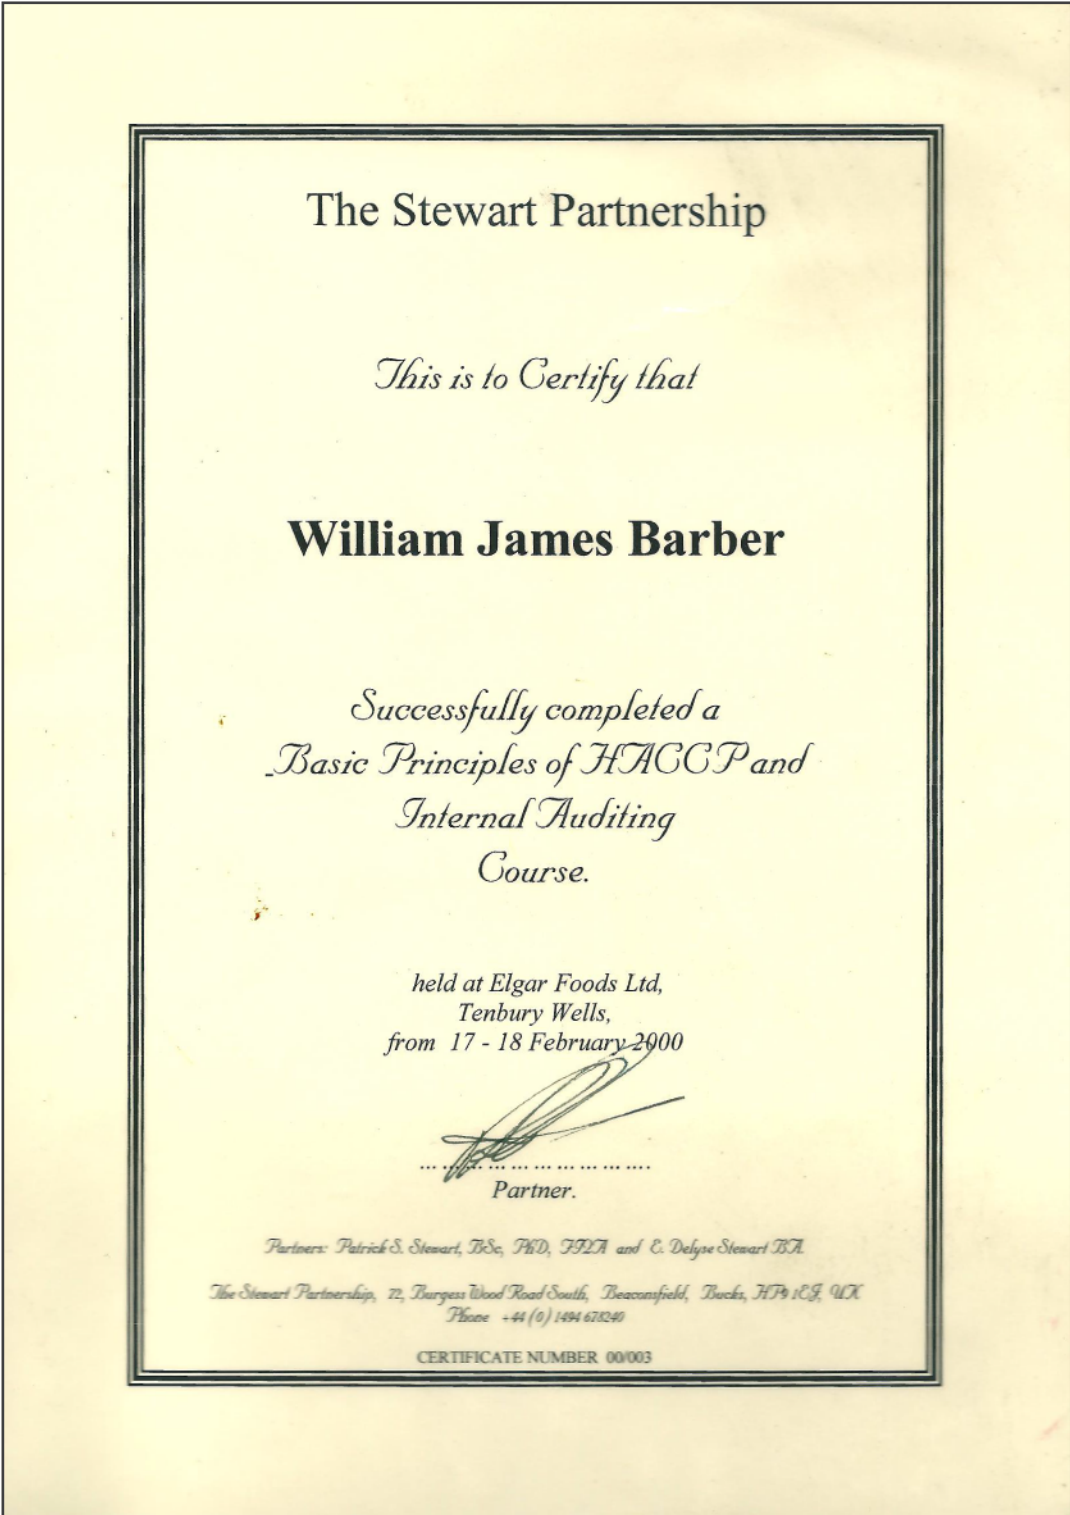 The Stewart Partnership
This is to Certify that
William James Barber
Successfully completed a
Basic Principles of HACCP and
Internal Auditing
Course.
held at Elgar Foods Ltd,
Tenbury Wells,
from 17 - 18 February 2000
Partner.
Partners: Patrick S. Stewart, BSc, PhD, and E. Delyse Stewart BA
The Stewart Partnership, 72, Burgess Wood Road South, Beaconsfield, Bucks, HP9 1EJ, UK
Phone +44 (0) 1494 678240
CERTIFICATE NUMBER 00/003